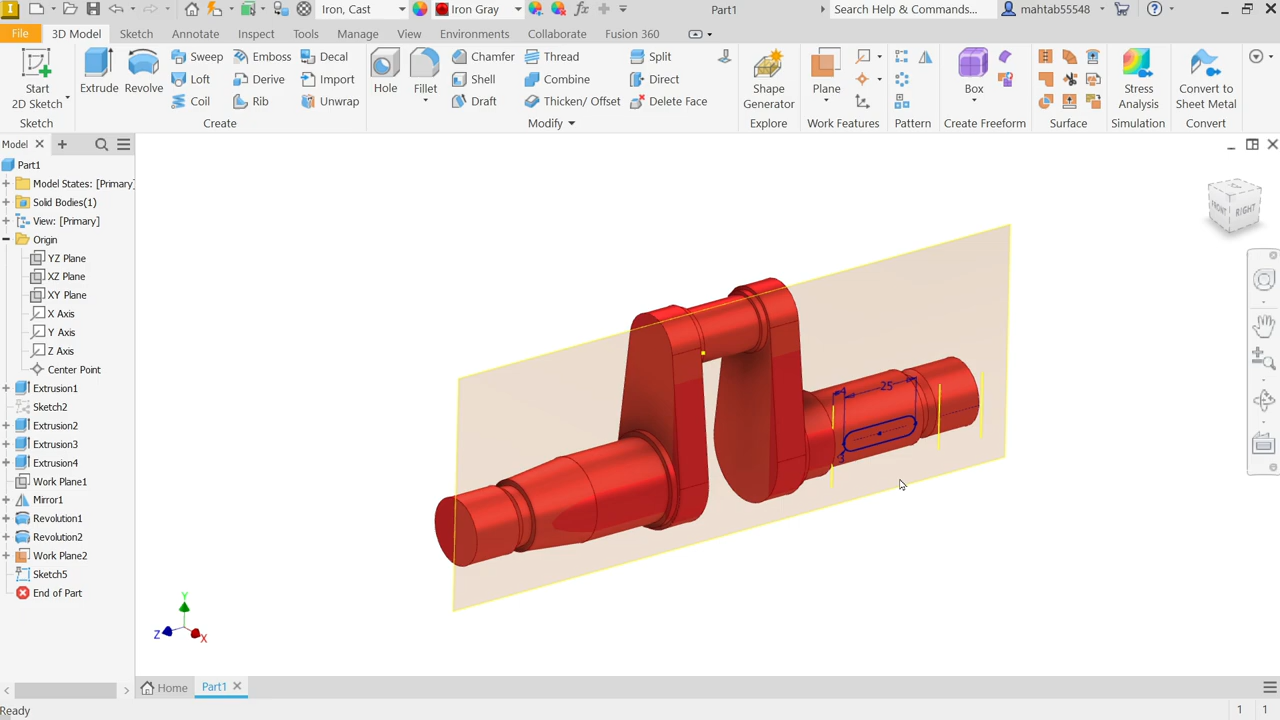 Iron, Cast Iron Gray fx Part1 Search Help & Commands... mahtab55548
File 3D Model Sketch Annotate Inspect Tools Manage View Environments Collaborate Fusion 360
Start 2D Sketch Extrude Revolve Sweep Emboss Decal Hole Fillet Chamfer Thread Split Shape Generator Plane Box Stress Analysis Convert to Sheet Metal
Loft Derive Import Shell Combine Direct
Coil Rib Unwrap Draft Thicken/ Offset Delete Face
Sketch Create Modify Explore Work Features Pattern Create Freeform Surface Simulation Convert
Model
Part1
Model States: [Primary]
Solid Bodies(1)
View: [Primary]
Origin
YZ Plane
XZ Plane
XY Plane
X Axis
Y Axis
Z Axis
Center Point
Extrusion1
Sketch2
Extrusion2
Extrusion3
Extrusion4
Work Plane1
Mirror1
Revolution1
Revolution2
Work Plane2
Sketch5
End of Part
FRONT RIGHT
25
Y
Z X
Home Part1
Ready 1 1